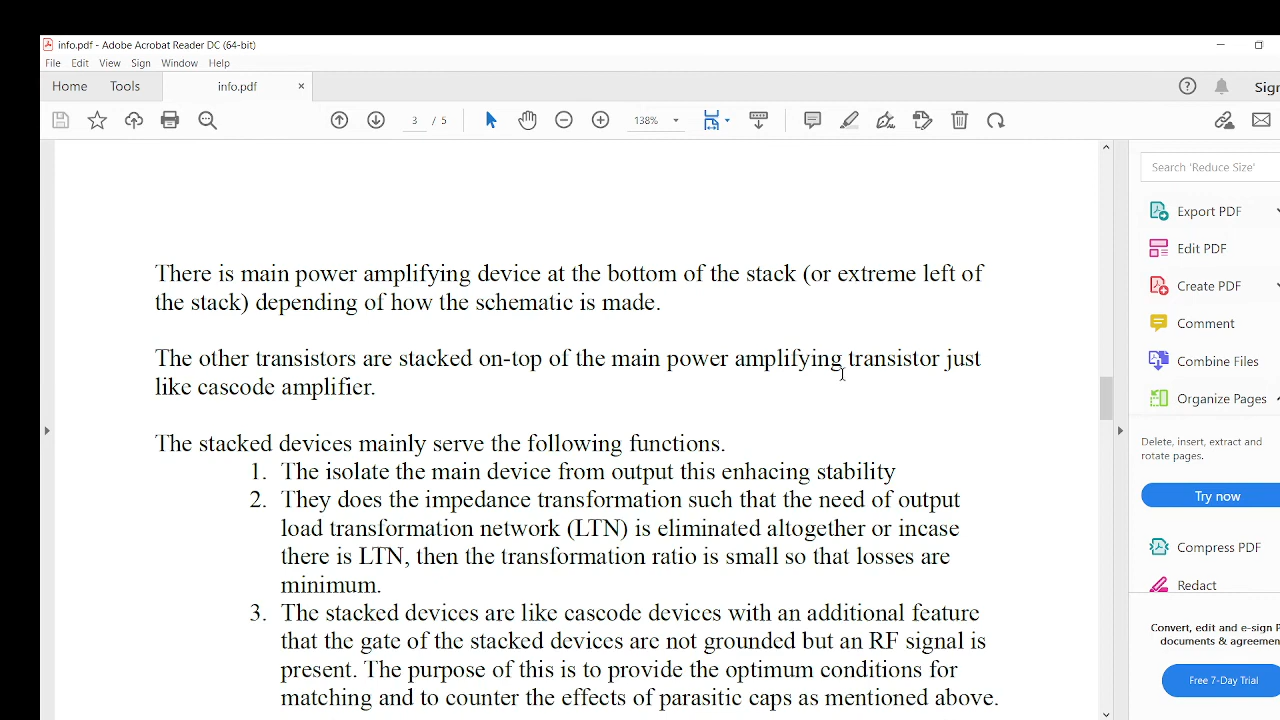 info.pdf - Adobe Acrobat Reader DC (64-bit)
File Edit View Sign Window Help
Home Tools info.pdf × Sign
3 / 5 138%
There is main power amplifying device at the bottom of the stack (or extreme left of
the stack) depending of how the schematic is made.
The other transistors are stacked on-top of the main power amplifying transistor just
like cascode amplifier.
The stacked devices mainly serve the following functions.
1. The isolate the main device from output this enhacing stability
2. They does the impedance transformation such that the need of output
load transformation network (LTN) is eliminated altogether or incase
there is LTN, then the transformation ratio is small so that losses are
minimum.
3. The stacked devices are like cascode devices with an additional feature
that the gate of the stacked devices are not grounded but an RF signal is
present. The purpose of this is to provide the optimum conditions for
matching and to counter the effects of parasitic caps as mentioned above.
Search 'Reduce Size'
Export PDF
Edit PDF
Create PDF
Comment
Combine Files
Organize Pages
Delete, insert, extract and
rotate pages.
Try now
Compress PDF
Redact
Convert, edit and e-sign P
documents & agreemen
Free 7-Day Trial